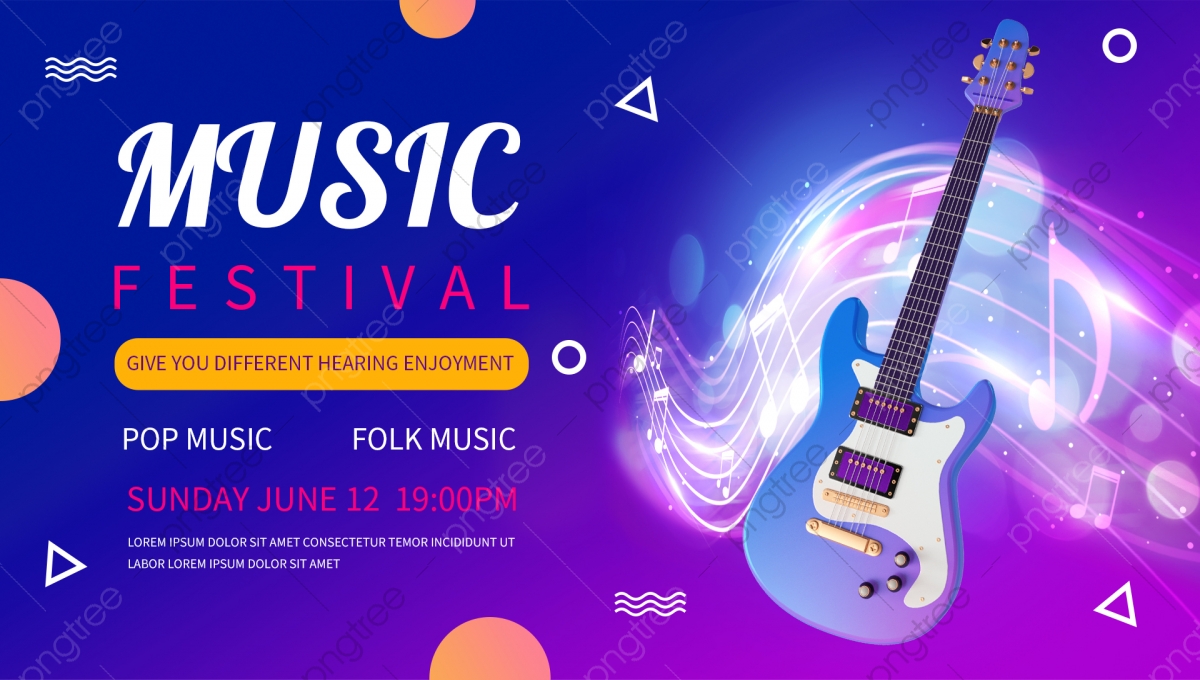 MUSIC
FESTIVAL
GIVE YOU DIFFERENT HEARING ENJOYMENT
POP MUSIC FOLK MUSIC
SUNDAY JUNE 12 19:00PM
LOREM IPSUM DOLOR SIT AMET CONSECTETUR TEMOR INCIDIDUNT UT
LABOR LOREM IPSUM DOLOR SIT AMET
pngtree